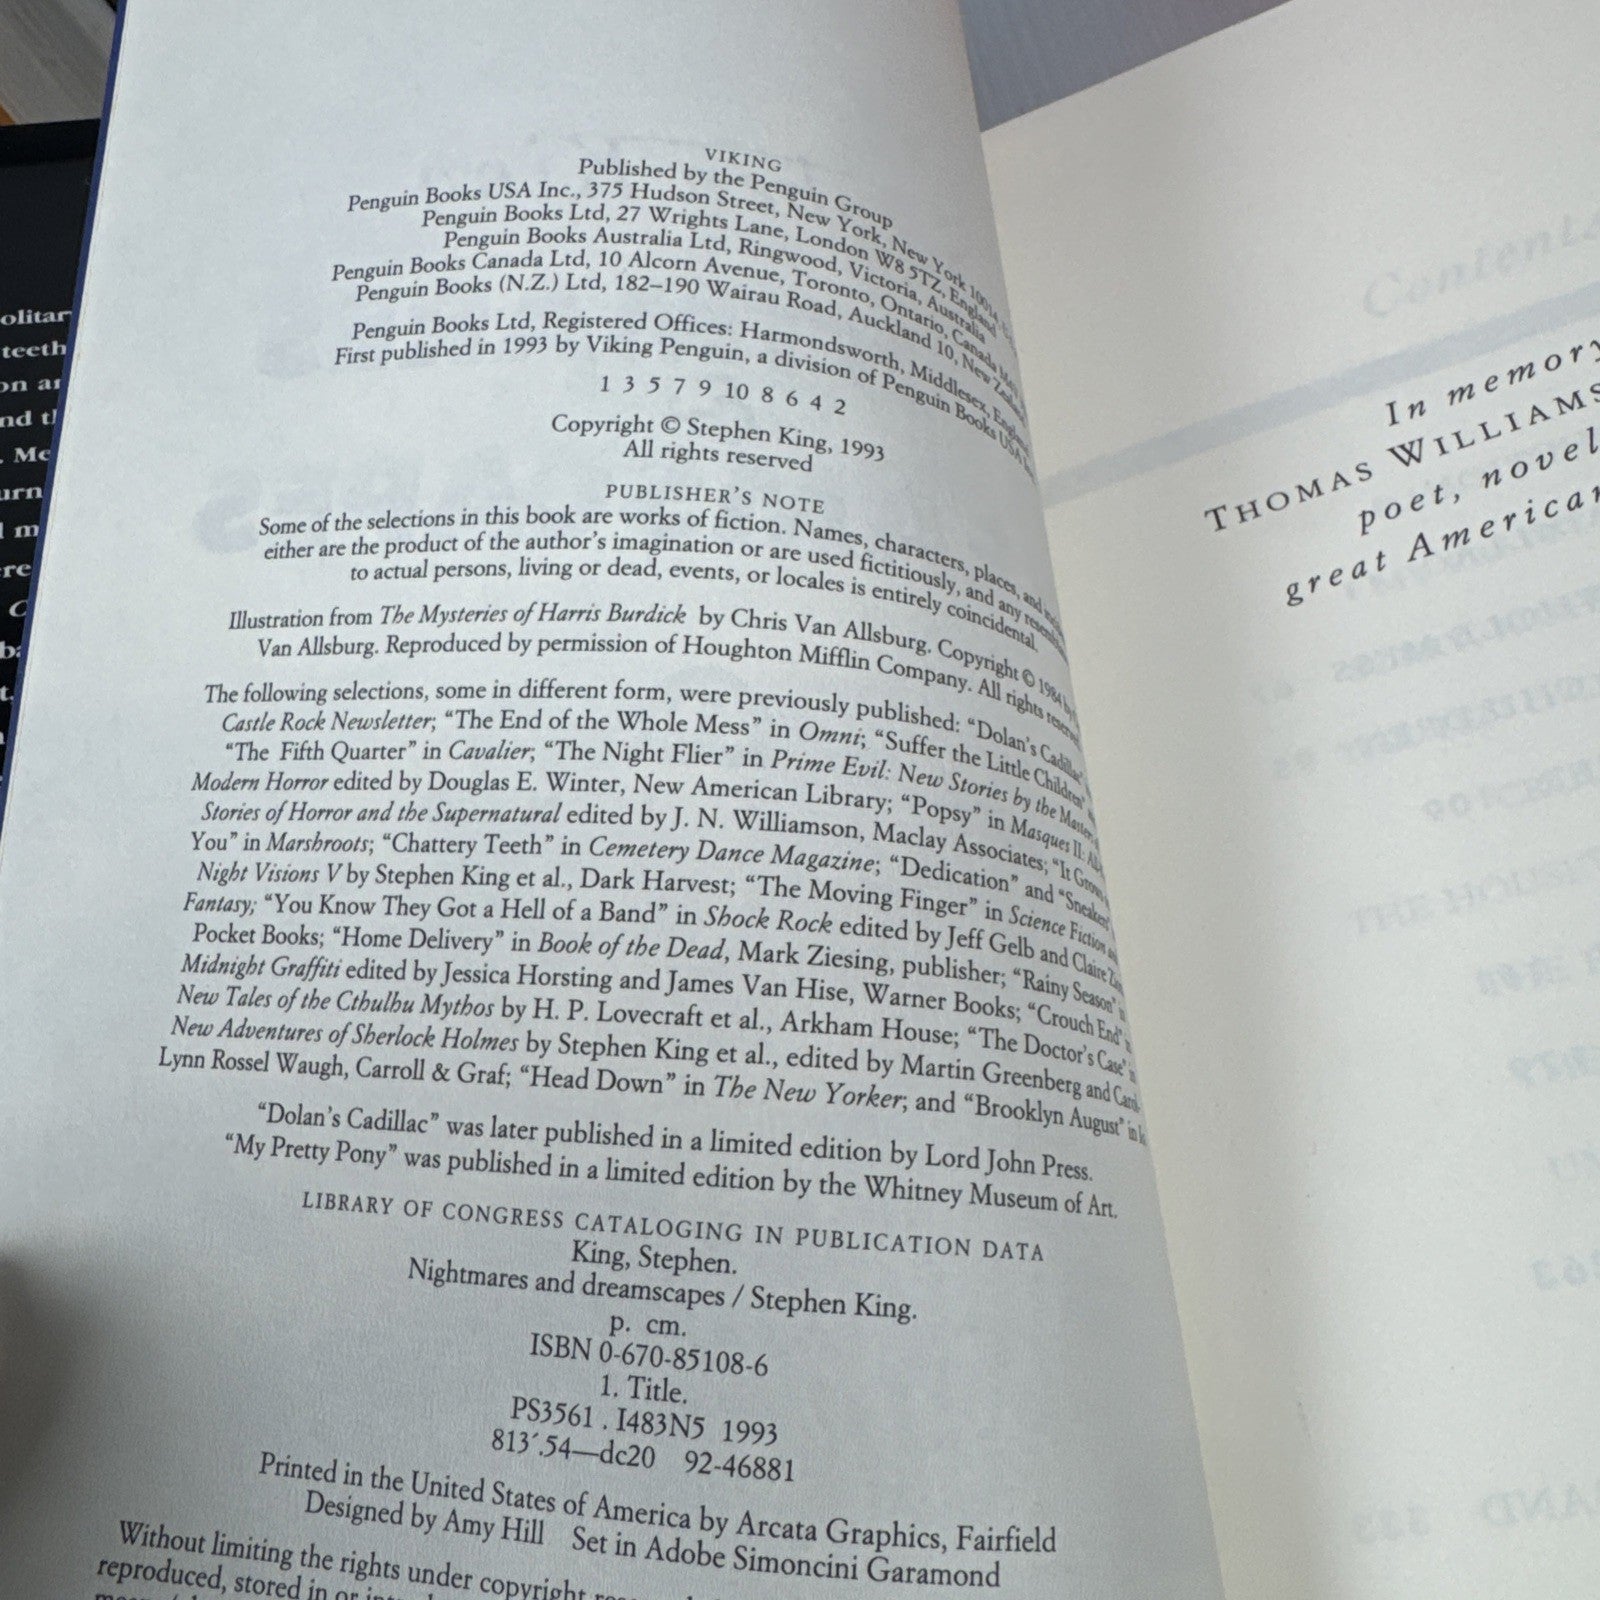 VIKING
Published by the Penguin Group
Penguin Books USA Inc., 375 Hudson Street, New York, New York 10014,
Penguin Books Ltd, 27 Wrights Lane, London W8 5TZ, England
Penguin Books Australia Ltd, Ringwood, Victoria, Australia
Penguin Books Canada Ltd, 10 Alcorn Avenue, Toronto, Ontario, Canada
Penguin Books (N.Z.) Ltd, 182–190 Wairau Road, Auckland 10, New Zealand
Penguin Books Ltd, Registered Offices: Harmondsworth, Middlesex, England
First published in 1993 by Viking Penguin, a division of Penguin Books USA
1 3 5 7 9 10 8 6 4 2
Copyright © Stephen King, 1993
All rights reserved
PUBLISHER'S NOTE
Some of the selections in this book are works of fiction. Names, characters, places, and
either are the product of the author's imagination or are used fictitiously, and any
to actual persons, living or dead, events, or locales is entirely coincidental.
Illustration from The Mysteries of Harris Burdick by Chris Van Allsburg. Copyright © 1984 by
Van Allsburg. Reproduced by permission of Houghton Mifflin Company. All rights
The following selections, some in different form, were previously published: “Dolan's Cadillac”
Castle Rock Newsletter; “The End of the Whole Mess” in Omni; “Suffer the Little Children”
“The Fifth Quarter” in Cavalier; “The Night Flier” in Prime Evil: New Stories by the Masters
Modern Horror edited by Douglas E. Winter, New American Library; “Popsy” in Masques II:
Stories of Horror and the Supernatural edited by J. N. Williamson, Maclay Associates; “It Grows
You” in Marshroots; “Chattery Teeth” in Cemetery Dance Magazine; “Dedication” and “Sneakers”
Night Visions V by Stephen King et al., Dark Harvest; “The Moving Finger” in Science Fiction and
Fantasy; “You Know They Got a Hell of a Band” in Shock Rock edited by Jeff Gelb and Claire
Pocket Books; “Home Delivery” in Book of the Dead, Mark Ziesing, publisher; “Rainy Season” in
Midnight Graffiti edited by Jessica Horsting and James Van Hise, Warner Books; “Crouch End” in
New Tales of the Cthulhu Mythos by H. P. Lovecraft et al., Arkham House; “The Doctor's Case” in
New Adventures of Sherlock Holmes by Stephen King et al., edited by Martin Greenberg and
Lynn Rossel Waugh, Carroll & Graf; “Head Down” in The New Yorker; and “Brooklyn August” in
“Dolan's Cadillac” was later published in a limited edition by Lord John Press.
“My Pretty Pony” was published in a limited edition by the Whitney Museum of Art.
LIBRARY OF CONGRESS CATALOGING IN PUBLICATION DATA
King, Stephen.
Nightmares and dreamscapes / Stephen King.
p. cm.
ISBN 0-670-85108-6
1. Title.
PS3561 . I483N5 1993
813′.54—dc20 92-46881
Printed in the United States of America by Arcata Graphics, Fairfield
Designed by Amy Hill Set in Adobe Simoncini Garamond
Without limiting the rights under copyright
reproduced, stored in or
In memory
THOMAS WILLIAMS
poet, novel
great American
olitar
teeth
on
. Me
urn